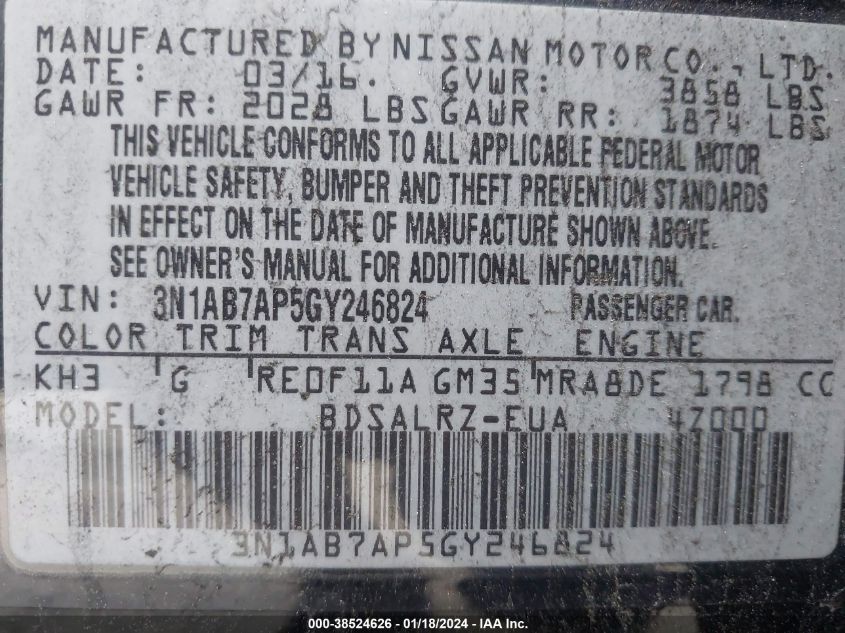 MANUFACTURED BY NISSAN MOTOR CO., LTD.
DATE: 03/16. GVWR: 3858 LBS
GAWR FR: 2028 LBS GAWR RR: 1874 LBS
THIS VEHICLE CONFORMS TO ALL APPLICABLE FEDERAL MOTOR
VEHICLE SAFETY, BUMPER AND THEFT PREVENTION STANDARDS
IN EFFECT ON THE DATE OF MANUFACTURE SHOWN ABOVE.
SEE OWNER'S MANUAL FOR ADDITIONAL INFORMATION.
VIN: 3N1AB7AP5GY246824 PASSENGER CAR.
COLOR TRIM TRANS AXLE ENGINE
KH3 G RE0F11A GM35 MRA8DE 1798 CC
MODEL: BDSALRZ-EUA 4Z000
3N1AB7AP5GY246824
000-38524626 - 01/18/2024 - IAA Inc.